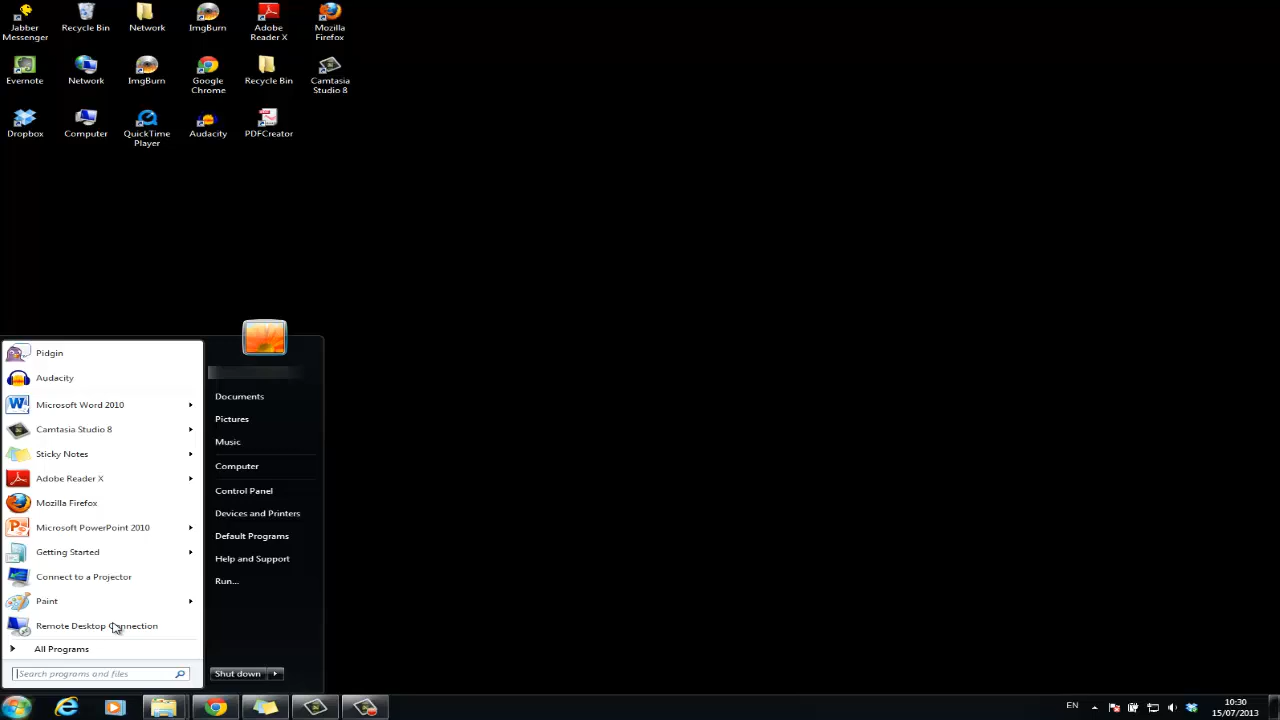 Jabber Messenger
Recycle Bin
Network
ImgBurn
Adobe Reader X
Mozilla Firefox
Evernote
Network
ImgBurn
Google Chrome
Recycle Bin
Camtasia Studio 8
Dropbox
Computer
QuickTime Player
Audacity
PDFCreator
Pidgin
Audacity
Microsoft Word 2010
Camtasia Studio 8
Sticky Notes
Adobe Reader X
Mozilla Firefox
Microsoft PowerPoint 2010
Getting Started
Connect to a Projector
Paint
Remote Desktop Connection
All Programs
Search programs and files
Documents
Pictures
Music
Computer
Control Panel
Devices and Printers
Default Programs
Help and Support
Run...
Shut down
EN
10:30
15/07/2013